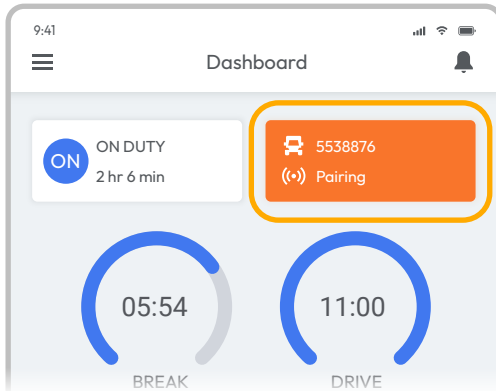 9:41
Dashboard
ON
ON DUTY
2 hr 6 min
5538876
Pairing
05:54
11:00
BREAK
DRIVE